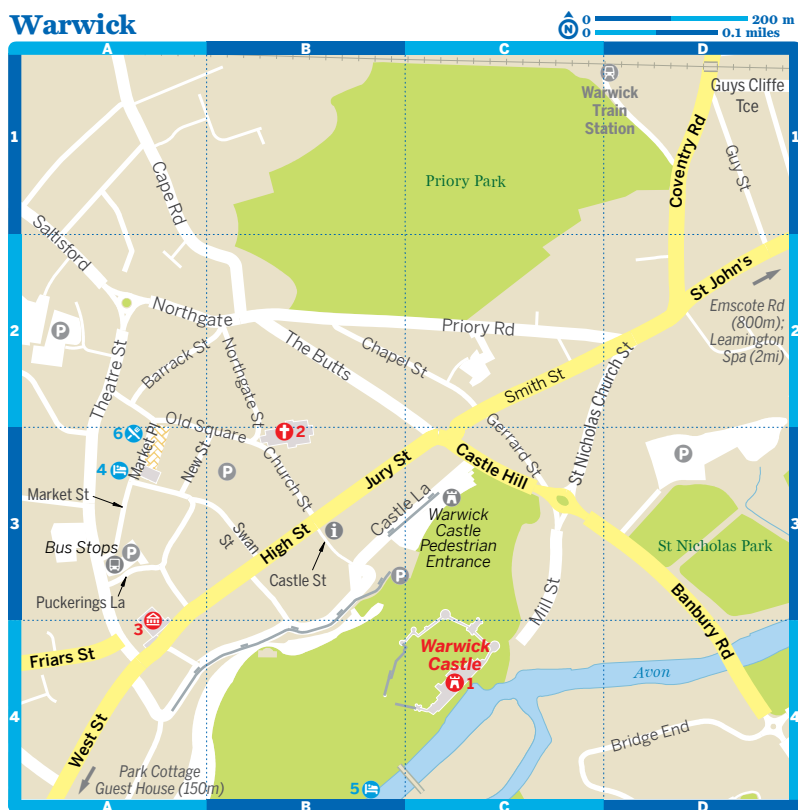 Warwick
N
0 200 m
0 0.1 miles
A B C D
1 1
Guys Cliffe
Tce
Warwick
Train
Station
Coventry Rd
Guy St
Cape Rd
Priory Park
Saltisford
St John's
Emscote Rd
(800m);
Leamington
Spa (2mi)
2 2
P
Northgate
Priory Rd
The Butts
Chapel St
Theatre St
Barrack St
Northgate St
Smith St
St Nicholas Church St
6
Old Square
2
Gerrard St
4
Market Pl
New St
P
Church St
Jury St
Castle Hill
P
Market St
3 3
Castle La
Warwick
Castle
Pedestrian
Entrance
Swan
St
High St
i
Castle St
Bus Stops
P
P
St Nicholas Park
Puckerings La
Mill St
Banbury Rd
3
Friars St
Warwick
Castle
1
Avon
4 4
West St
Bridge End
Park Cottage
Guest House (150m)
5
A B C D